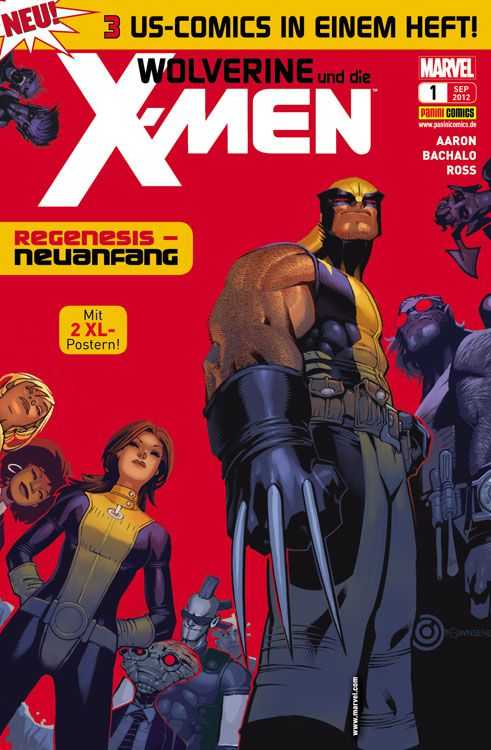 NEU!
3 US-COMICS IN EINEM HEFT!
WOLVERINE und die
X-MEN™
MARVEL
1 SEP 2012
PANINI COMICS
www.paninicomics.de
AARON
BACHALO
ROSS
REGENESIS –
NEUANFANG
Mit
2 XL-
Postern!
www.marvel.com